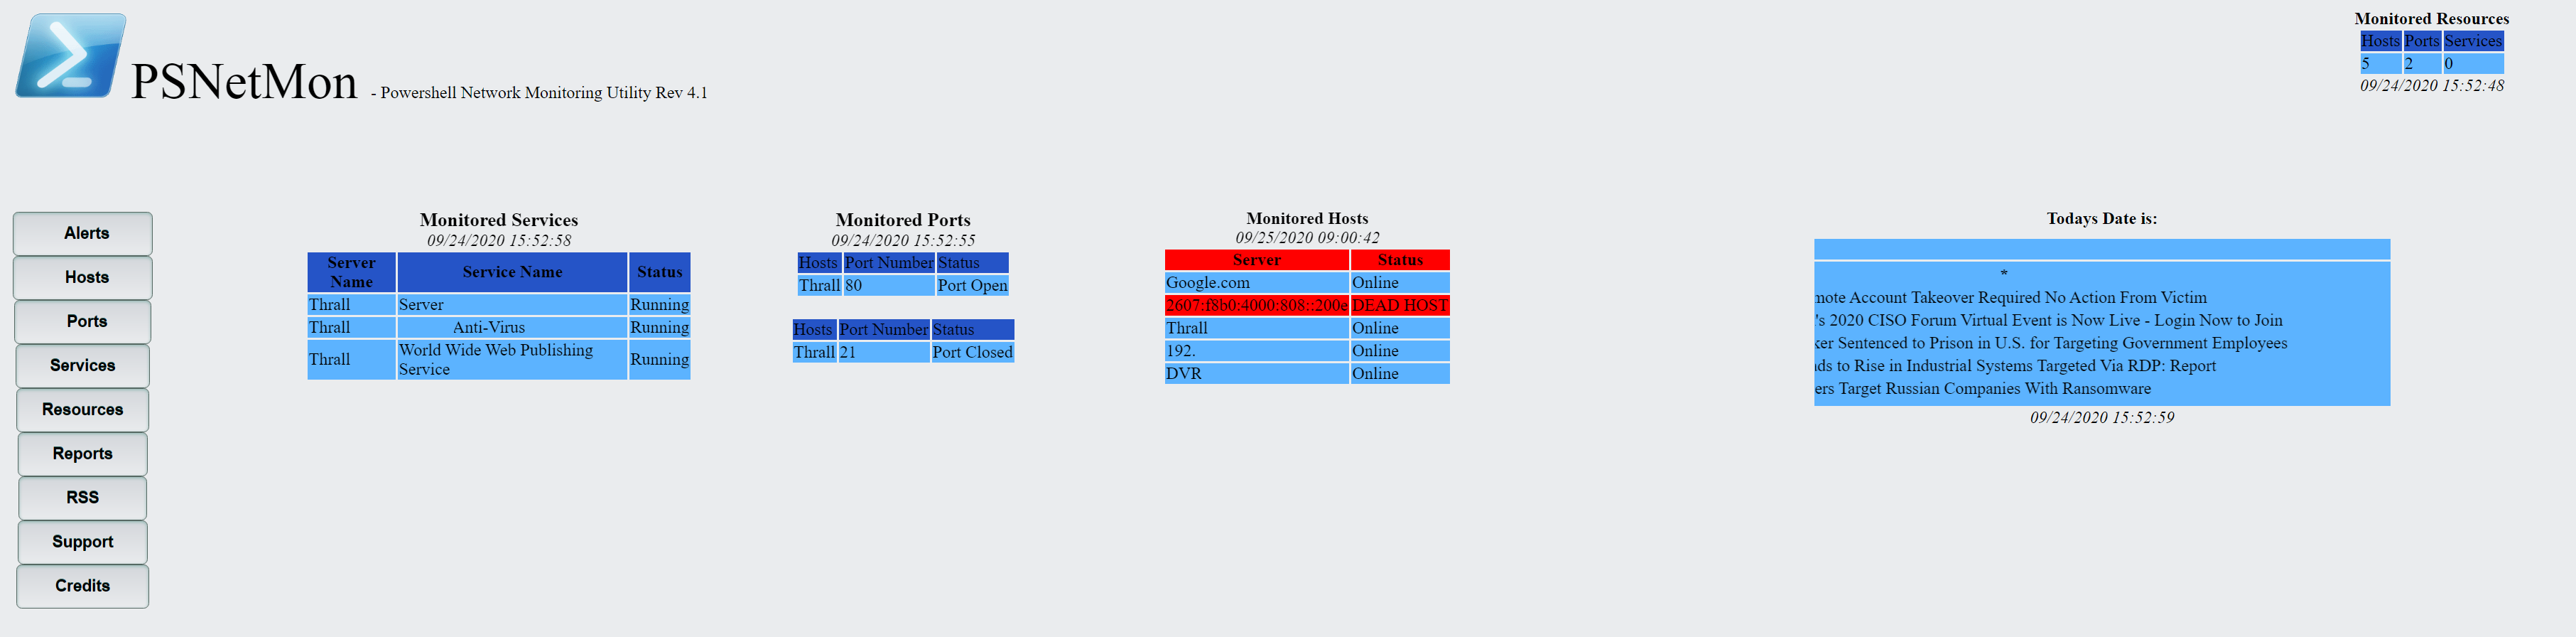 PSNetMon - Powershell Network Monitoring Utility Rev 4.1
Monitored Resources
Hosts Ports Services
5 2 0
09/24/2020 15:52:48
Alerts
Hosts
Ports
Services
Resources
Reports
RSS
Support
Credits
Monitored Services
09/24/2020 15:52:58
Server Name Service Name Status
Thrall Server Running
Thrall Anti-Virus Running
Thrall World Wide Web Publishing Service Running
Monitored Ports
09/24/2020 15:52:55
Hosts Port Number Status
Thrall 80 Port Open
Hosts Port Number Status
Thrall 21 Port Closed
Monitored Hosts
09/25/2020 09:00:42
Server Status
Google.com Online
2607:f8b0:4000:808::200e DEAD HOST
Thrall Online
192. Online
DVR Online
Todays Date is:
*
mote Account Takeover Required No Action From Victim
's 2020 CISO Forum Virtual Event is Now Live - Login Now to Join
ker Sentenced to Prison in U.S. for Targeting Government Employees
ds to Rise in Industrial Systems Targeted Via RDP: Report
ers Target Russian Companies With Ransomware
09/24/2020 15:52:59